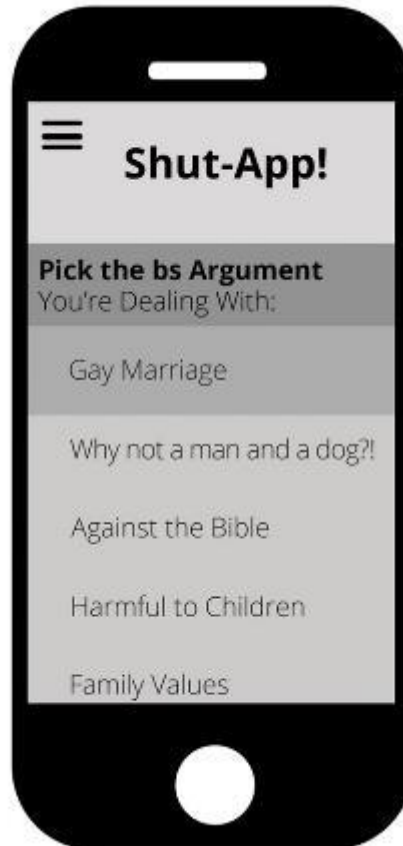 Shut-App!
Pick the bs Argument
You're Dealing With:
Gay Marriage
Why not a man and a dog?!
Against the Bible
Harmful to Children
Family Values